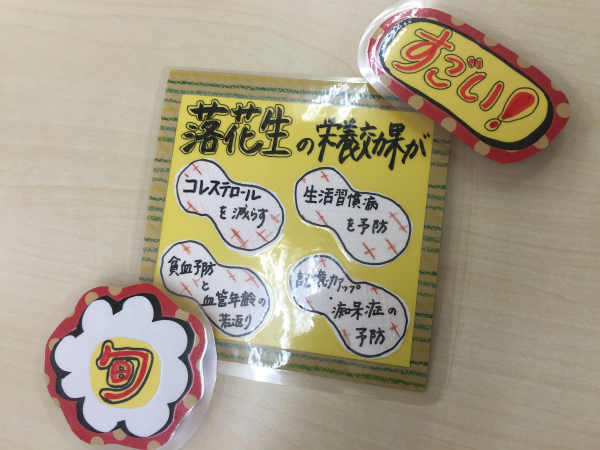 すごい！
落花生の栄養効果が
コレステロール
を減らす
生活習慣病
を予防
貧血予防
と
血管年齢の
若返り
記憶力アップ
・痴呆症の
予防
旬